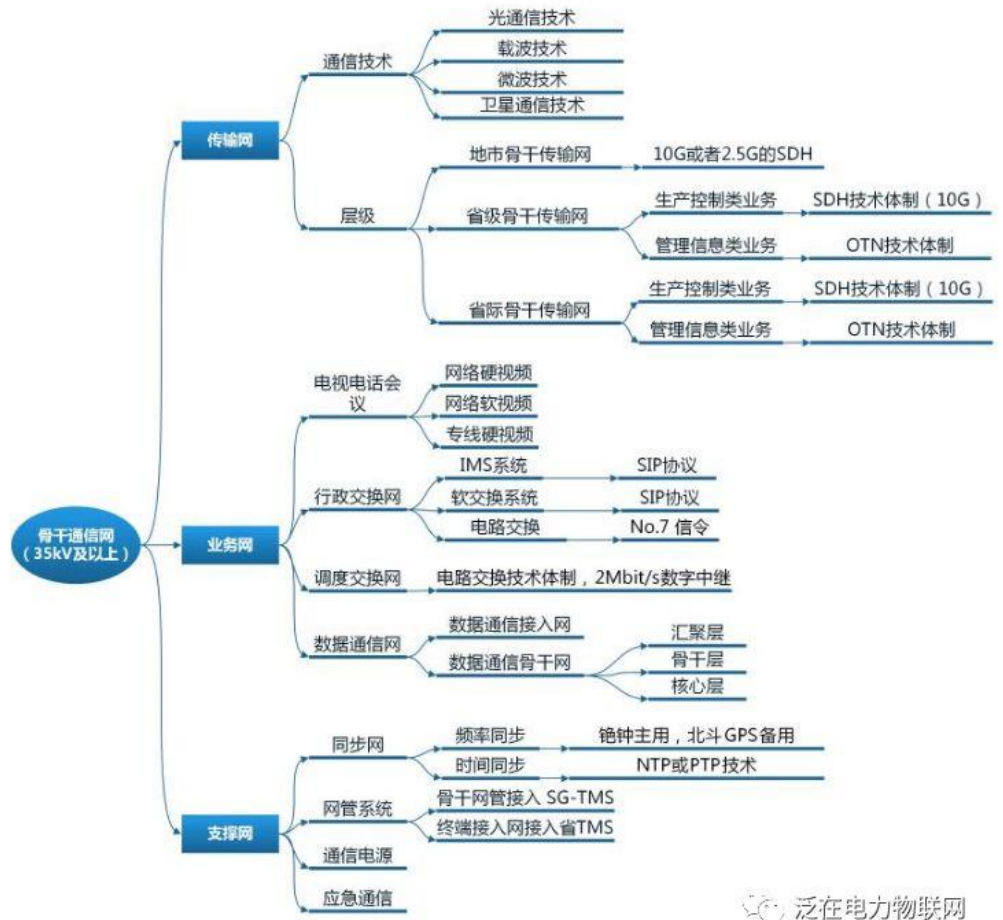 光通信技术
载波技术
通信技术
微波技术
卫星通信技术
传输网
地市骨干传输网
10G或者2.5G的SDH
层级
省级骨干传输网
生产控制类业务
SDH技术体制（10G）
管理信息类业务
OTN技术体制
省际骨干传输网
生产控制类业务
SDH技术体制（10G）
管理信息类业务
OTN技术体制
骨干通信网
（35kV及以上）
业务网
电视电话会
议
网络硬视频
网络软视频
专线硬视频
行政交换网
IMS系统
SIP协议
软交换系统
SIP协议
电路交换
No.7 信令
调度交换网
电路交换技术体制，2Mbit/s数字中继
数据通信网
数据通信接入网
数据通信骨干网
汇聚层
骨干层
核心层
支撑网
同步网
频率同步
铯钟主用，北斗GPS备用
时间同步
NTP或PTP技术
网管系统
骨干网管接入 SG-TMS
终端接入网接入省TMS
通信电源
应急通信
泛在电力物联网